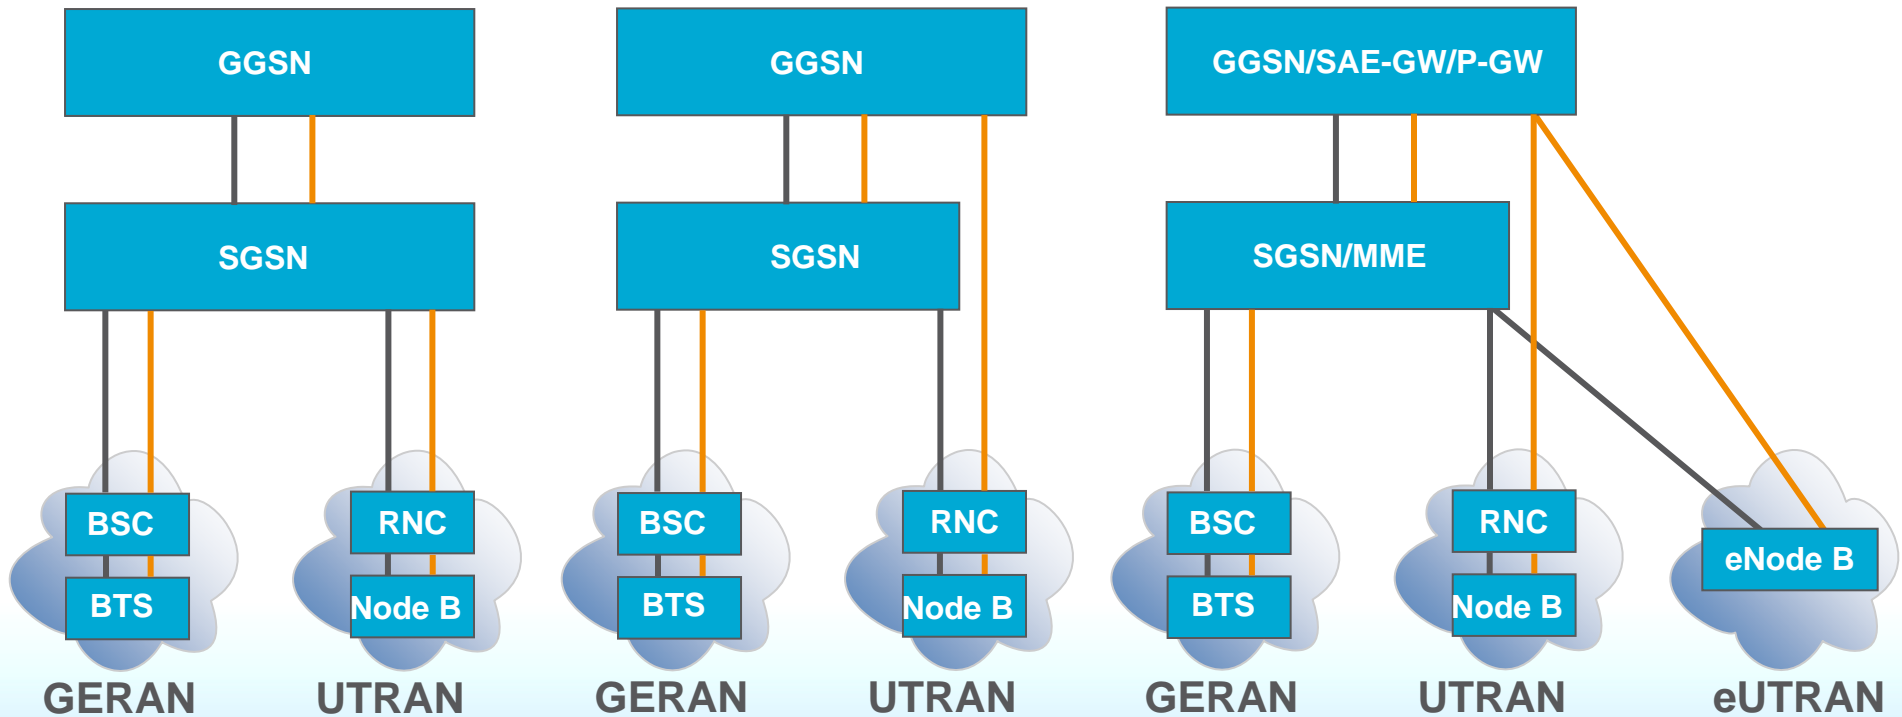 GGSN
SGSN
BSC
BTS
GERAN
RNC
Node B
UTRAN
GGSN
SGSN
BSC
BTS
GERAN
RNC
Node B
UTRAN
GGSN/SAE-GW/P-GW
SGSN/MME
BSC
BTS
GERAN
RNC
Node B
UTRAN
eNode B
eUTRAN